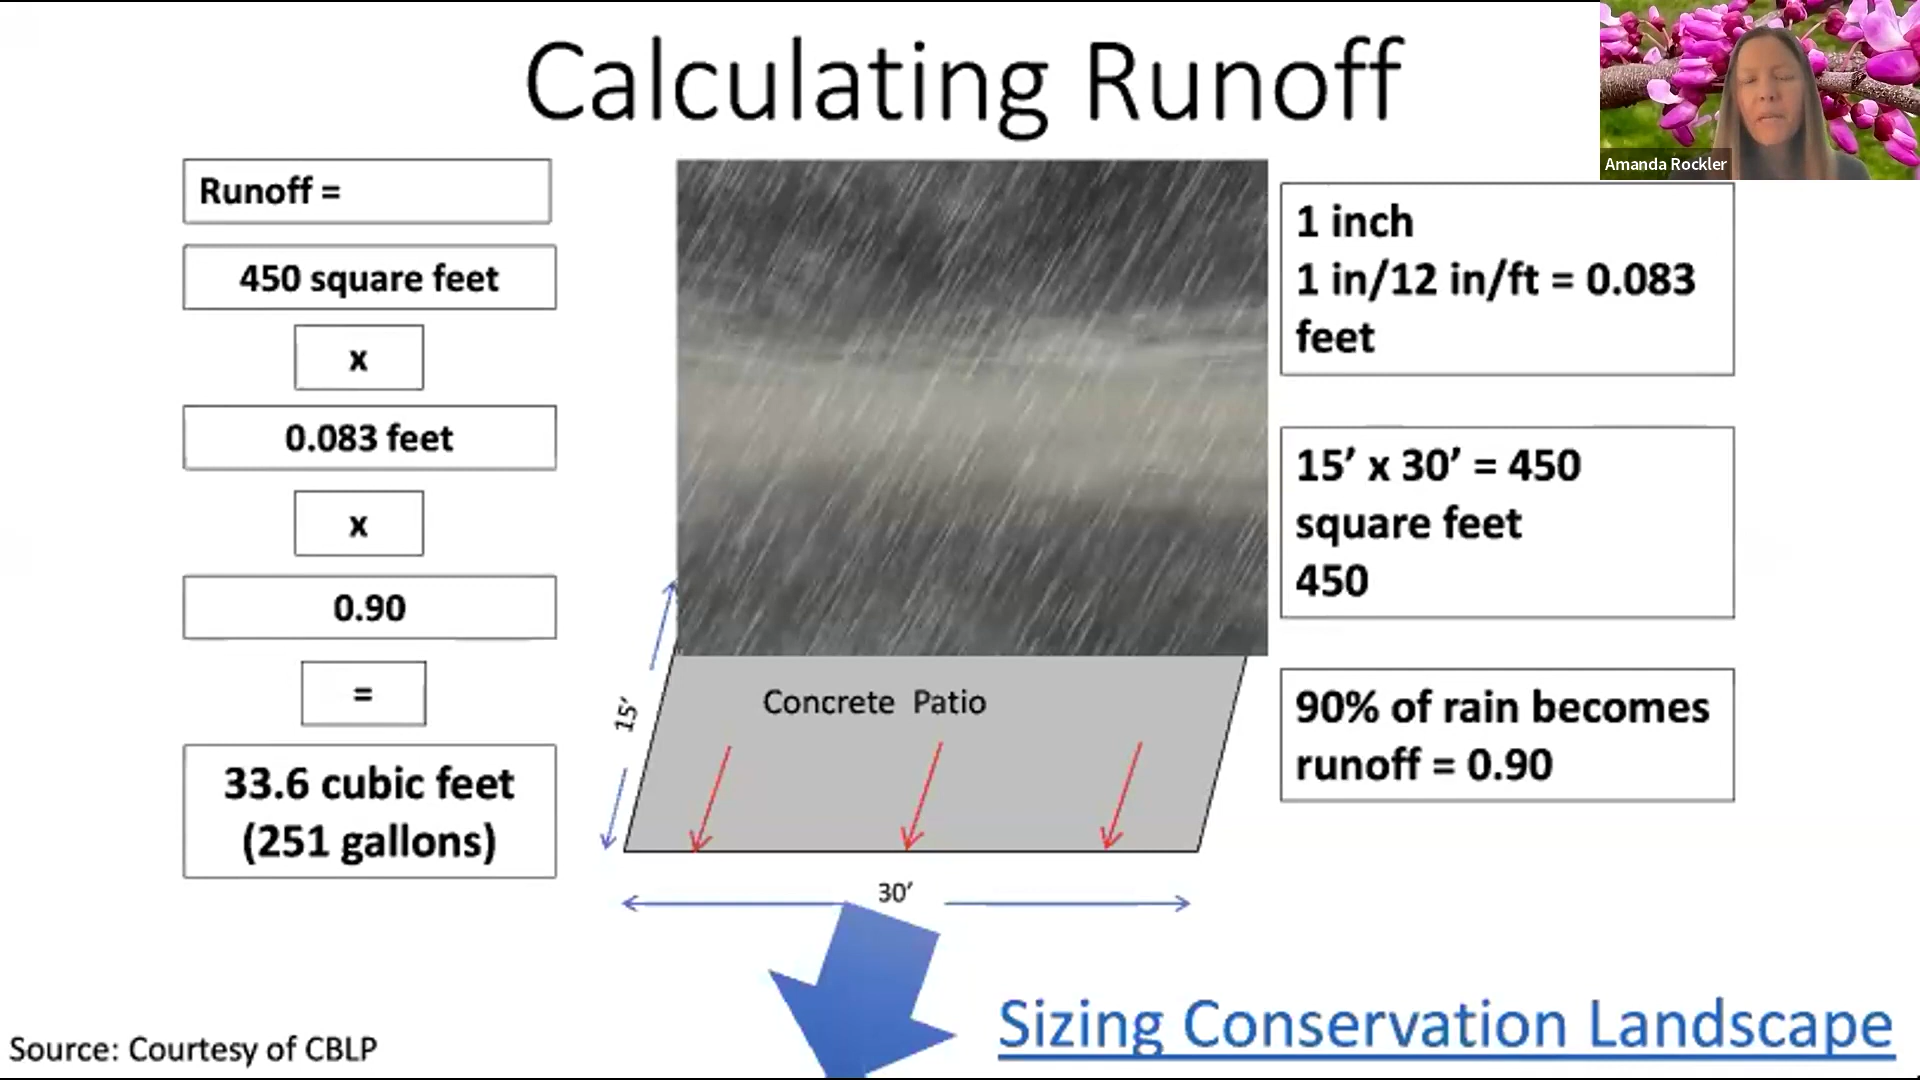 Calculating Runoff
Amanda Rockler
Runoff =
450 square feet
x
0.083 feet
x
0.90
=
33.6 cubic feet
(251 gallons)
Concrete Patio
15’
30’
1 inch
1 in/12 in/ft = 0.083
feet
15’ x 30’ = 450
square feet
450
90% of rain becomes
runoff = 0.90
Sizing Conservation Landscape
Source: Courtesy of CBLP